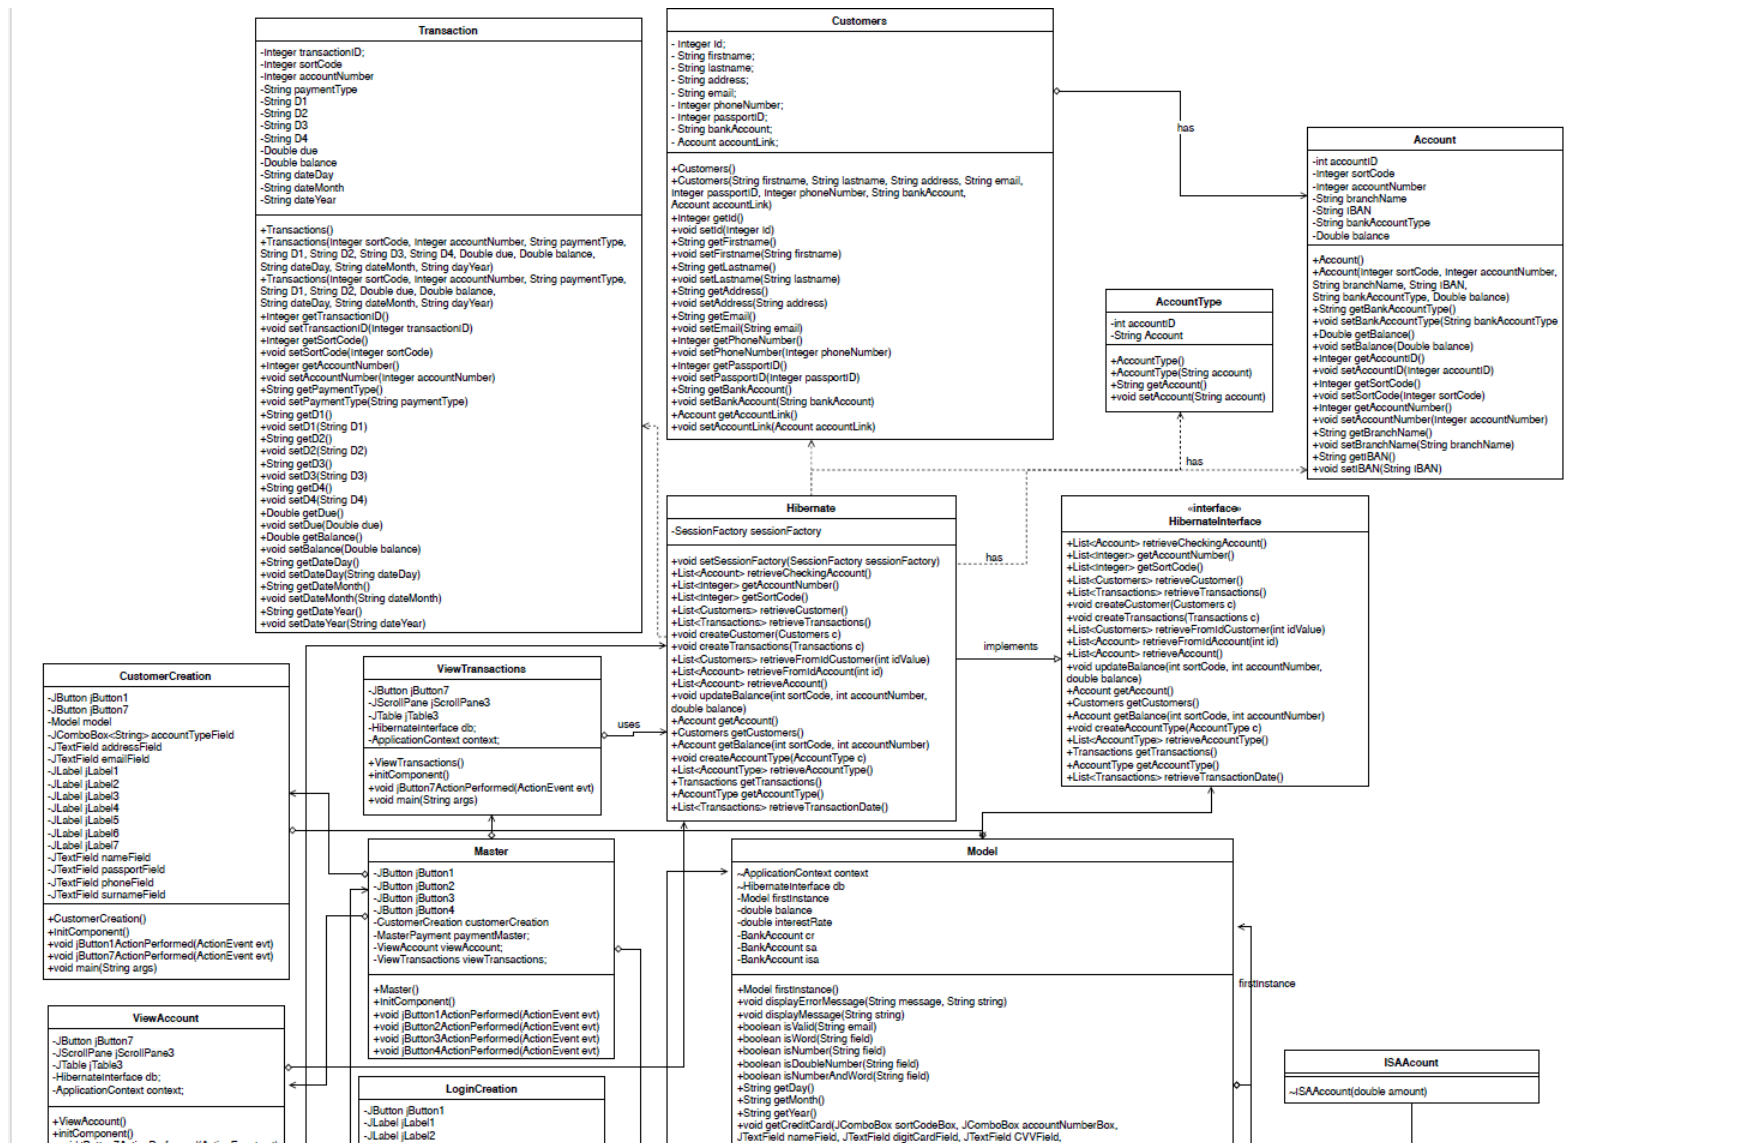 Transaction
-Integer transactionID;
-Integer sortCode
-Integer accountNumber
-String paymentType
-String D1
-String D2
-String D3
-String D4
-Double due
-Double balance
-String dateDay
-String dateMonth
-String dateYear
+Transactions()
+Transactions(Integer sortCode, Integer accountNumber, String paymentType,
String D1, String D2, String D3, String D4, Double due, Double balance,
String dateDay, String dateMonth, String dayYear)
+Transactions(Integer sortCode, Integer accountNumber, String paymentType,
String D1, String D2, Double due, Double balance,
String dateDay, String dateMonth, String dayYear)
+Integer getTransactionID()
+void setTransactionID(Integer transactionID)
+Integer getSortCode()
+void setSortCode(Integer sortCode)
+Integer getAccountNumber()
+void setAccountNumber(Integer accountNumber)
+String getPaymentType()
+void setPaymentType(String paymentType)
+String getD1()
+void setD1(String D1)
+String getD2()
+void setD2(String D2)
+String getD3()
+void setD3(String D3)
+String getD4()
+void setD4(String D4)
+Double getDue()
+void setDue(Double due)
+Double getBalance()
+void setBalance(Double balance)
+String getDateDay()
+void setDateDay(String dateDay)
+String getDateMonth()
+void setDateMonth(String dateMonth)
+String getDateYear()
+void setDateYear(String dateYear)
Customers
- Integer id;
- String firstname;
- String lastname;
- String address;
- String email;
- Integer phoneNumber;
- Integer passportID;
- String bankAccount;
- Account accountLink;
+Customers()
+Customers(String firstname, String lastname, String address, String email,
Integer passportID, Integer phoneNumber, String bankAccount,
Account accountLink)
+Integer getId()
+void setId(Integer id)
+String getFirstname()
+void setFirstname(String firstname)
+String getLastname()
+void setLastname(String lastname)
+String getAddress()
+void setAddress(String address)
+String getEmail()
+void setEmail(String email)
+Integer getPhoneNumber()
+void setPhoneNumber(Integer phoneNumber)
+Integer getPassportID()
+void setPassportID(Integer passportID)
+String getBankAccount()
+void setBankAccount(String bankAccount)
+Account getAccountLink()
+void setAccountLink(Account accountLink)
has
Account
-int accountID
-Integer sortCode
-Integer accountNumber
-String branchName
-String IBAN
-String bankAccountType
-Double balance
+Account()
+Account(Integer sortCode, Integer accountNumber,
String branchName, String IBAN,
String bankAccountType, Double balance)
+String getBankAccountType()
+void setBankAccountType(String bankAccountType
+Double getBalance()
+void setBalance(Double balance)
+Integer getAccountID()
+void setAccountID(Integer accountID)
+Integer getSortCode()
+void setSortCode(Integer sortCode)
+Integer getAccountNumber()
+void setAccountNumber(Integer accountNumber)
+String getBranchName()
+void setBranchName(String branchName)
+String getIBAN()
+void setIBAN(String IBAN)
AccountType
-int accountID
-String Account
+AccountType()
+AccountType(String account)
+String getAccount()
+void setAccount(String account)
has
Hibernate
-SessionFactory sessionFactory
+void setSessionFactory(SessionFactory sessionFactory)
+List<Account> retrieveCheckingAccount()
+List<Integer> getAccountNumber()
+List<Integer> getSortCode()
+List<Customers> retrieveCustomer()
+List<Transactions> retrieveTransactions()
+void createCustomer(Customers c)
+void createTransactions(Transactions c)
+List<Customers> retrieveFromIdCustomer(int idValue)
+List<Account> retrieveFromIdAccount(int id)
+List<Account> retrieveAccount()
+void updateBalance(int sortCode, int accountNumber,
double balance)
+Account getAccount()
+Customers getCustomers()
+Account getBalance(int sortCode, int accountNumber)
+void createAccountType(AccountType c)
+List<AccountType> retrieveAccountType()
+Transactions getTransactions()
+AccountType getAccountType()
+List<Transactions> retrieveTransactionDate()
has
implements
«interface»
HibernateInterface
+List<Account> retrieveCheckingAccount()
+List<Integer> getAccountNumber()
+List<Integer> getSortCode()
+List<Customers> retrieveCustomer()
+List<Transactions> retrieveTransactions()
+void createCustomer(Customers c)
+void createTransactions(Transactions c)
+List<Customers> retrieveFromIdCustomer(int idValue)
+List<Account> retrieveFromIdAccount(int id)
+List<Account> retrieveAccount()
+void updateBalance(int sortCode, int accountNumber,
double balance)
+Account getAccount()
+Customers getCustomers()
+Account getBalance(int sortCode, int accountNumber)
+void createAccountType(AccountType c)
+List<AccountType> retrieveAccountType()
+Transactions getTransactions()
+AccountType getAccountType()
+List<Transactions> retrieveTransactionDate()
CustomerCreation
-JButton jButton1
-JButton jButton7
-Model model
-JComboBox<String> accountTypeField
-JTextField addressField
-JTextField emailField
-JLabel jLabel1
-JLabel jLabel2
-JLabel jLabel3
-JLabel jLabel4
-JLabel jLabel5
-JLabel jLabel6
-JLabel jLabel7
-JTextField nameField
-JTextField passportField
-JTextField phoneField
-JTextField surnameField
+CustomerCreation()
+initComponent()
+void jButton1ActionPerformed(ActionEvent evt)
+void jButton7ActionPerformed(ActionEvent evt)
+void main(String args)
ViewTransactions
-JButton jButton7
-JScrollPane jScrollPane3
-JTable jTable3
-HibernateInterface db;
-ApplicationContext context;
+ViewTransactions()
+initComponent()
+void jButton7ActionPerformed(ActionEvent evt)
+void main(String args)
uses
Master
-JButton jButton1
-JButton jButton2
-JButton jButton3
-JButton jButton4
-CustomerCreation customerCreation
-MasterPayment paymentMaster;
-ViewAccount viewAccount;
-ViewTransactions viewTransactions;
+Master()
+initComponent()
+void jButton1ActionPerformed(ActionEvent evt)
+void jButton2ActionPerformed(ActionEvent evt)
+void jButton3ActionPerformed(ActionEvent evt)
+void jButton4ActionPerformed(ActionEvent evt)
Model
~ApplicationContext context
~HibernateInterface db
-Model firstInstance
-double balance
-double interestRate
-BankAccount cr
-BankAccount sa
-BankAccount isa
+Model firstInstance()
+void displayErrorMessage(String message, String string)
+void displayMessage(String string)
+boolean isValid(String email)
+boolean isWord(String field)
+boolean isNumber(String field)
+boolean isDoubleNumber(String field)
+boolean isNumberAndWord(String field)
+String getDay()
+String getMonth()
+String getYear()
+void getCreditCard(JComboBox sortCodeBox, JComboBox accountNumberBox,
JTextField nameField, JTextField digitCardField, JTextField CVVField,
firstInstance
ViewAccount
-JButton jButton7
-JScrollPane jScrollPane3
-JTable jTable3
-HibernateInterface db;
-ApplicationContext context;
+ViewAccount()
+initComponent()
LoginCreation
-JButton jButton1
-JLabel jLabel1
-JLabel jLabel2
ISAAcount
~ISAAccount(double amount)